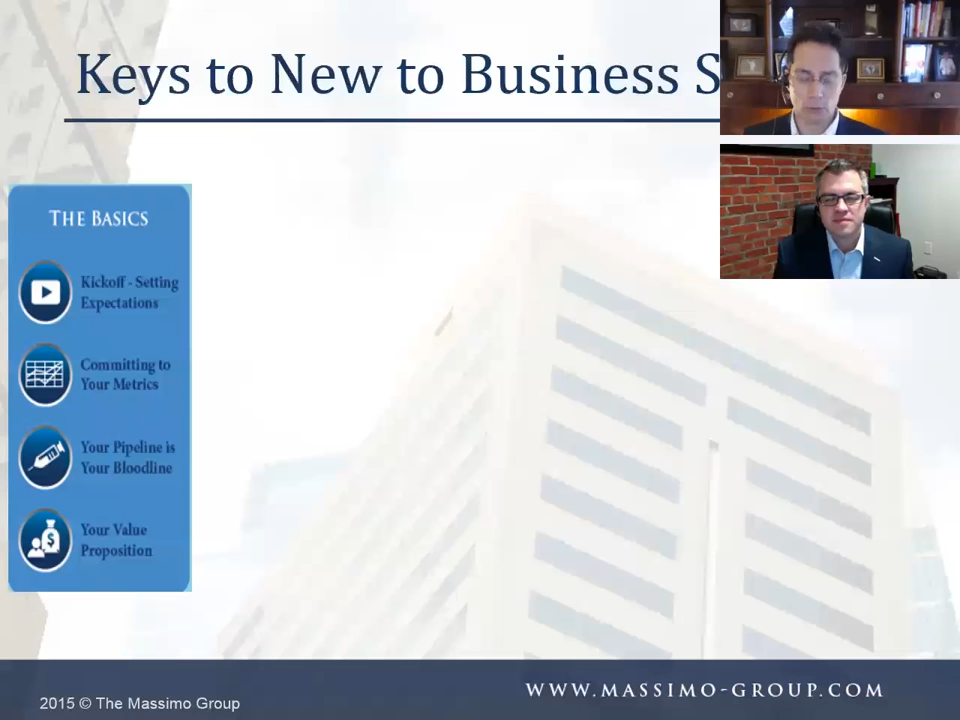 Keys to New to Business S
THE BASICS
Kickoff - Setting
Expectations
Committing to
Your Metrics
Your Pipeline is
Your Bloodline
Your Value
Proposition
2015 © The Massimo Group
WWW.MASSIMO-GROUP.COM